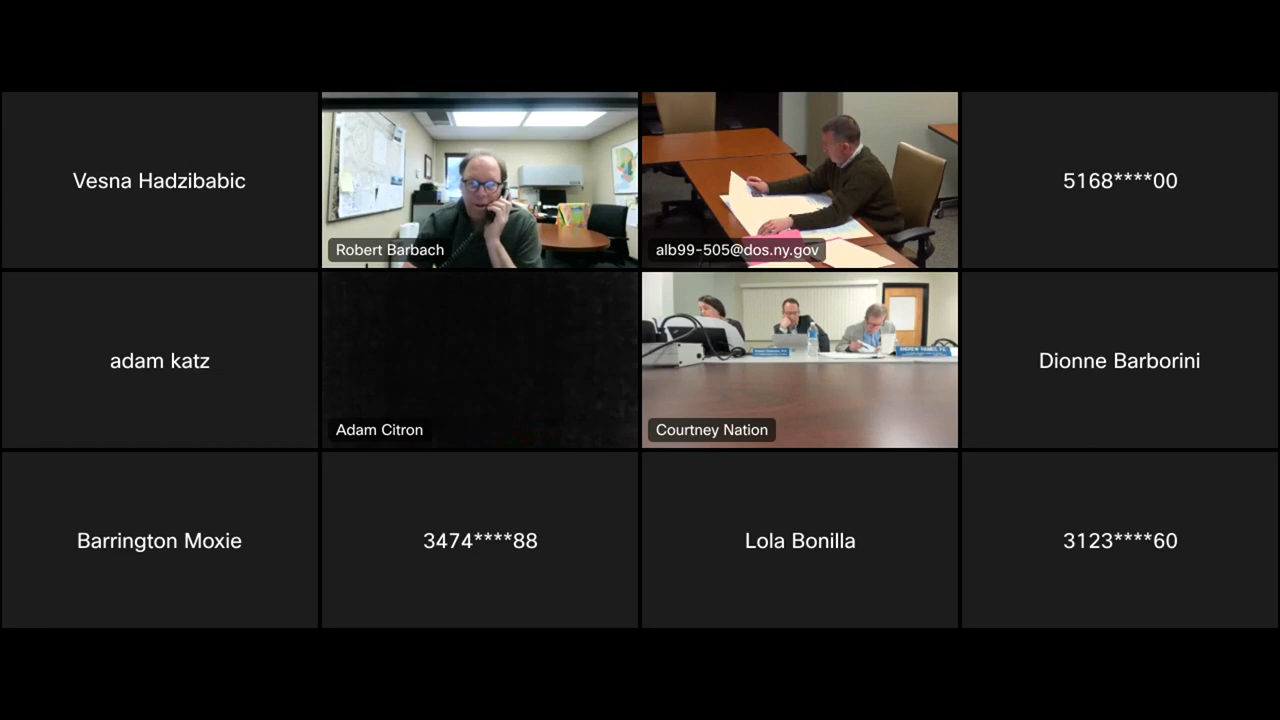 Vesna Hadzibabic
Robert Barbach
alb99-505@dos.ny.gov
5168****00
adam katz
Adam Citron
Courtney Nation
Dionne Barborini
Barrington Moxie
3474****88
Lola Bonilla
3123****60